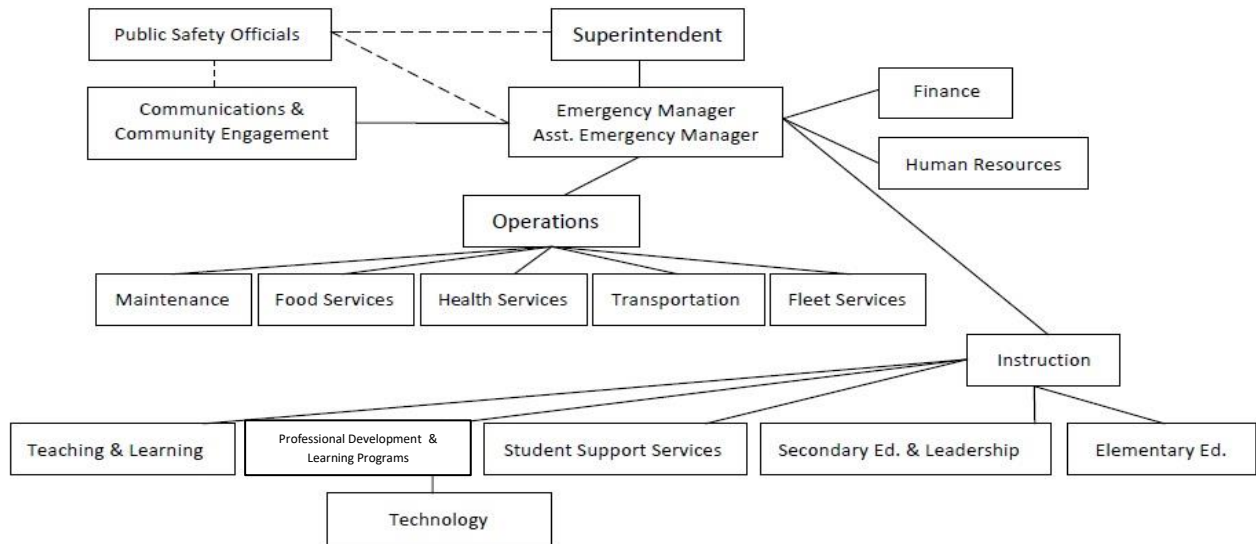 Public Safety Officials
Superintendent
Communications &
Community Engagement
Emergency Manager
Asst. Emergency Manager
Finance
Human Resources
Operations
Maintenance
Food Services
Health Services
Transportation
Fleet Services
Instruction
Teaching & Learning
Professional Development &
Learning Programs
Student Support Services
Secondary Ed. & Leadership
Elementary Ed.
Technology